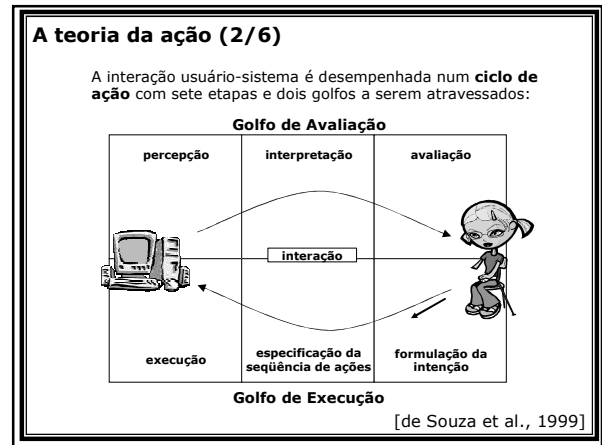 A teoria da ação (2/6)
A interação usuário-sistema é desempenhada num ciclo de
ação com sete etapas e dois golfos a serem atravessados:
Golfo de Avaliação
percepção
interpretação
avaliação
interação
execução
especificação da
seqüência de ações
formulação da
intenção
Golfo de Execução
[de Souza et al., 1999]